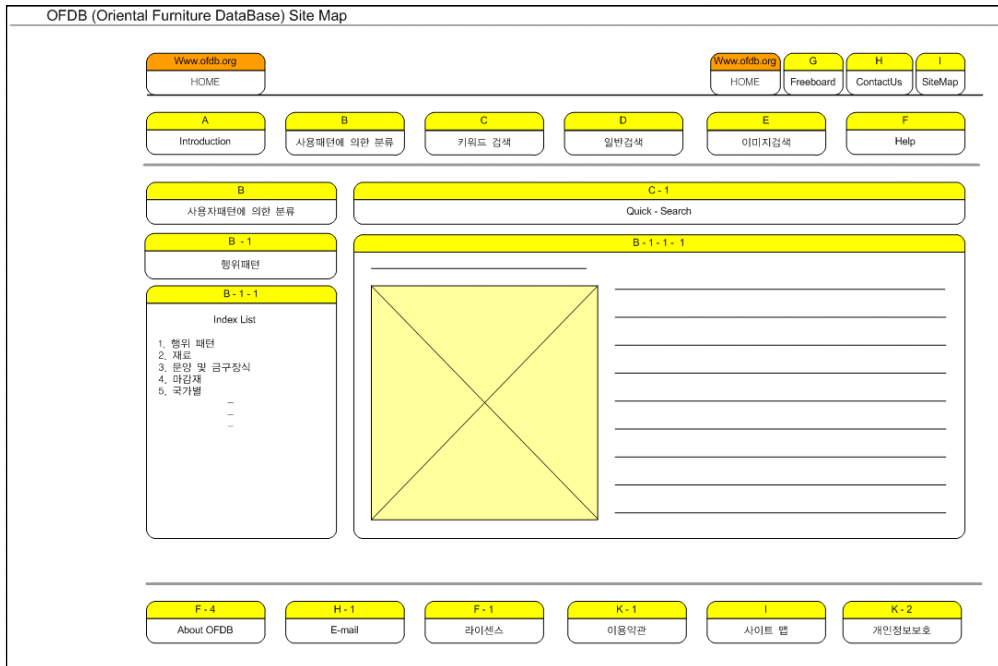 OFDB (Oriental Furniture DataBase) Site Map
Www.ofdb.org
HOME
Www.ofdb.org
HOME
G
Freeboard
H
ContactUs
I
SiteMap
A
Introduction
B
사용패턴에 의한 분류
C
키워드 검색
D
일반검색
E
이미지검색
F
Help
B
사용자패턴에 의한 분류
C - 1
Quick - Search
B - 1
행위패턴
B - 1 - 1
Index List
1. 행위 패턴
2. 재료
3. 문양 및 금구장식
4. 마감재
5. 국가별
B - 1 - 1 - 1
F - 4
About OFDB
H - 1
E-mail
F - 1
라이센스
K - 1
이용약관
I
사이트 맵
K - 2
개인정보보호